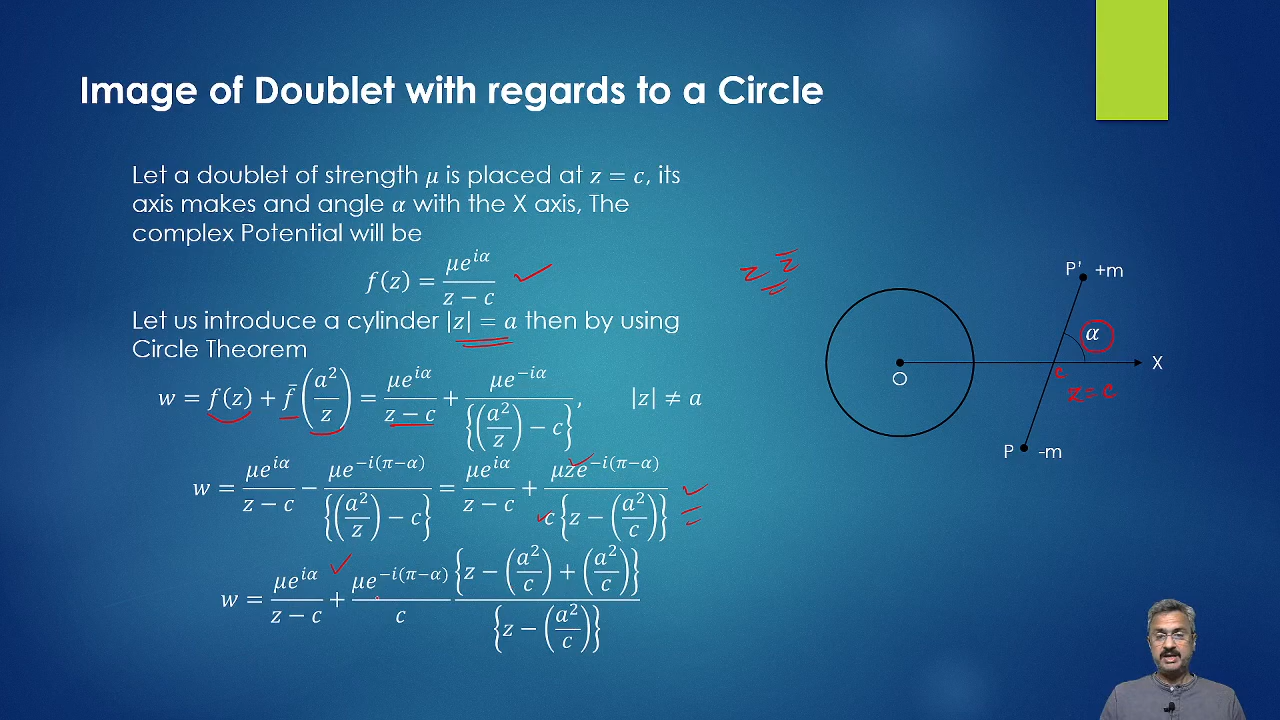 Image of Doublet with regards to a Circle
Let a doublet of strength μ is placed at z = c, its
axis makes and angle α with the X axis, The
complex Potential will be
f(z) = μe^{iα}/(z − c)
Let us introduce a cylinder |z| = a then by using
Circle Theorem
w = f(z) + f̄(a²/z) = μe^{iα}/(z − c) + μe^{−iα}/{(a²/z) − c}, |z| ≠ a
w = μe^{iα}/(z − c) − μe^{−i(π−α)}/{(a²/z) − c} = μe^{iα}/(z − c) + μze^{−i(π−α)}/c{z − (a²/c)}
w = μe^{iα}/(z − c) + μe^{−i(π−α)}/c {z − (a²/c) + (a²/c)}/{z − (a²/c)}
z z̄
P' +m
α
O
X
c
z = c
P -m